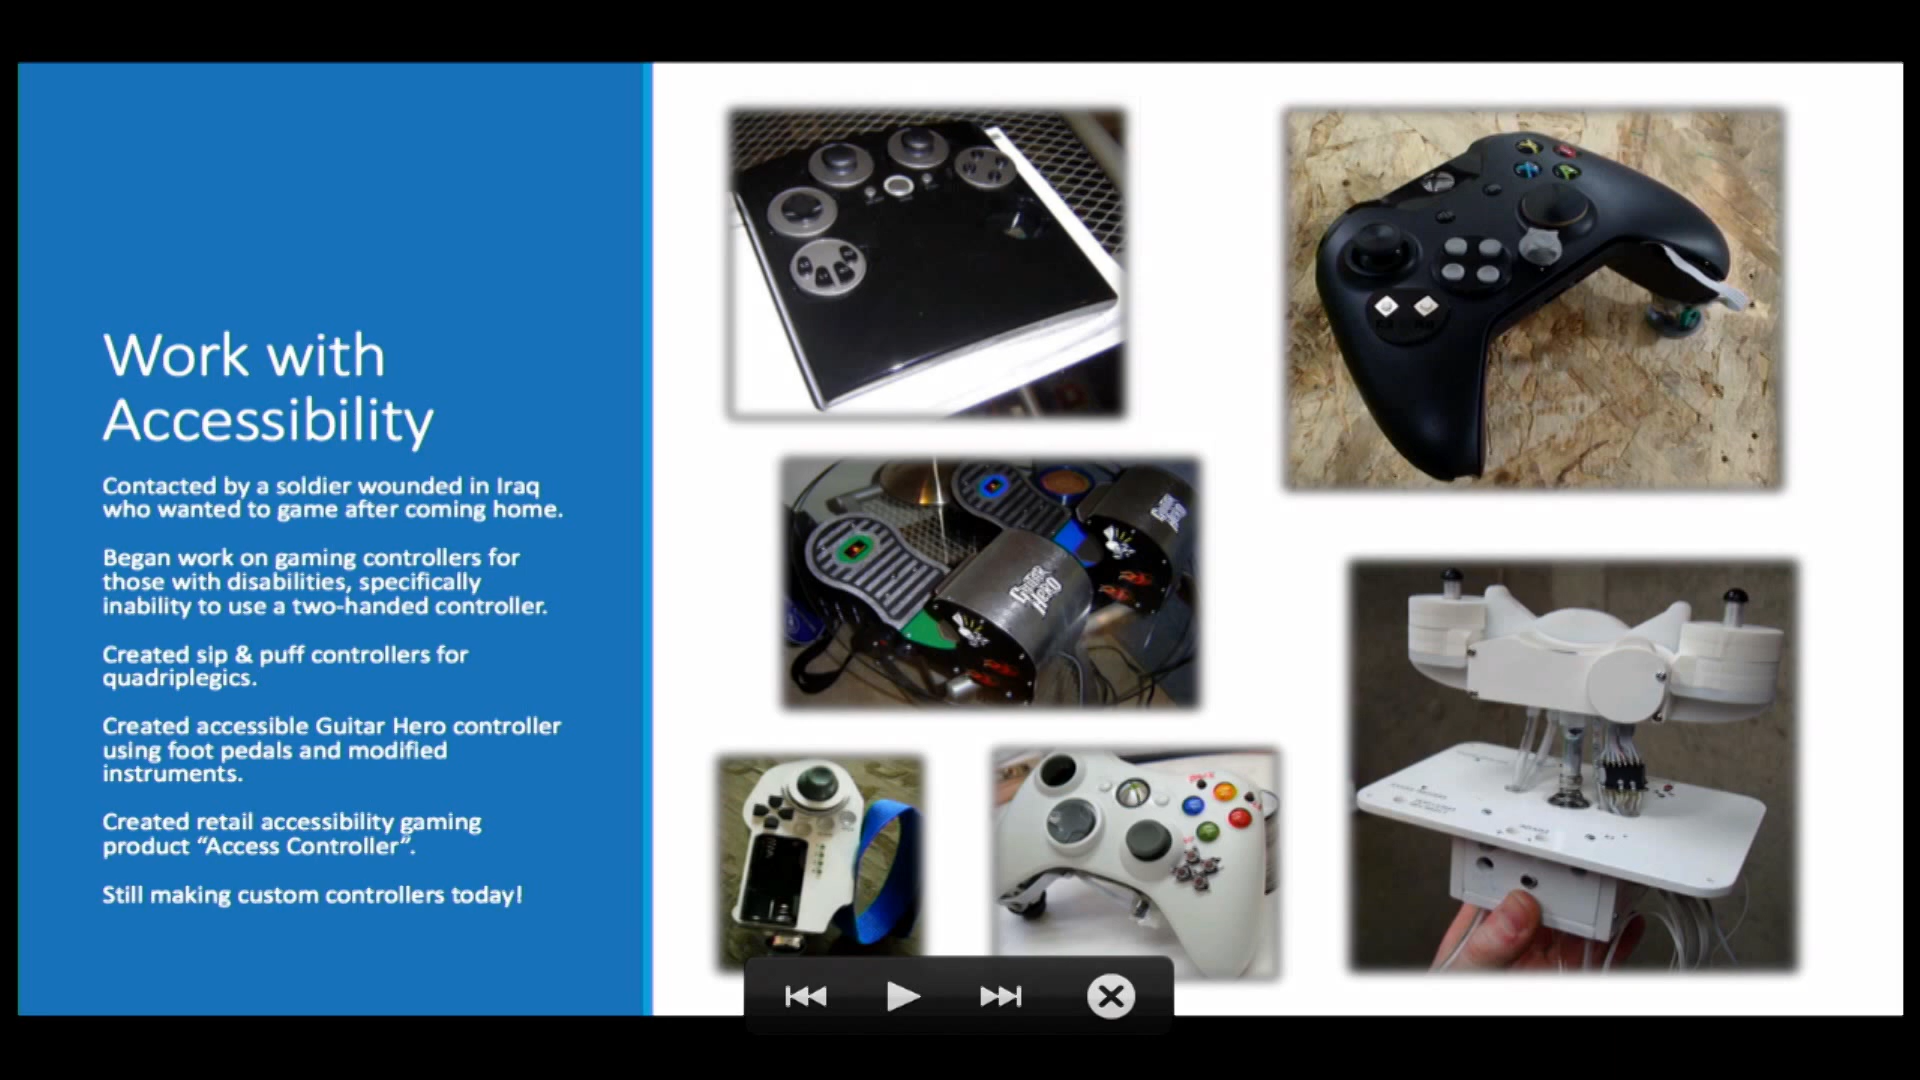 Work with
Accessibility
Contacted by a soldier wounded in Iraq
who wanted to game after coming home.
Began work on gaming controllers for
those with disabilities, specifically
inability to use a two-handed controller.
Created sip & puff controllers for
quadriplegics.
Created accessible Guitar Hero controller
using foot pedals and modified
instruments.
Created retail accessibility gaming
product “Access Controller”.
Still making custom controllers today!
Y
B
X
A
GUITAR
HERO
GUITAR
HERO